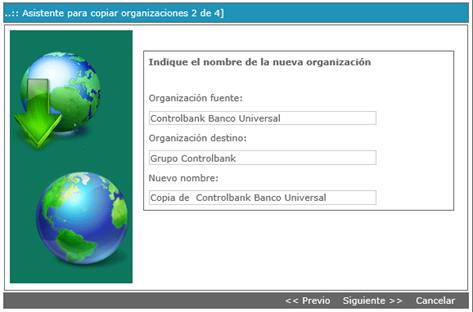 ..:: Asistente para copiar organizaciones 2 de 4]
Indique el nombre de la nueva organización
Organización fuente:
Controlbank Banco Universal
Organización destino:
Grupo Controlbank
Nuevo nombre:
Copia de  Controlbank Banco Universal
<< Previo    Siguiente >>    Cancelar